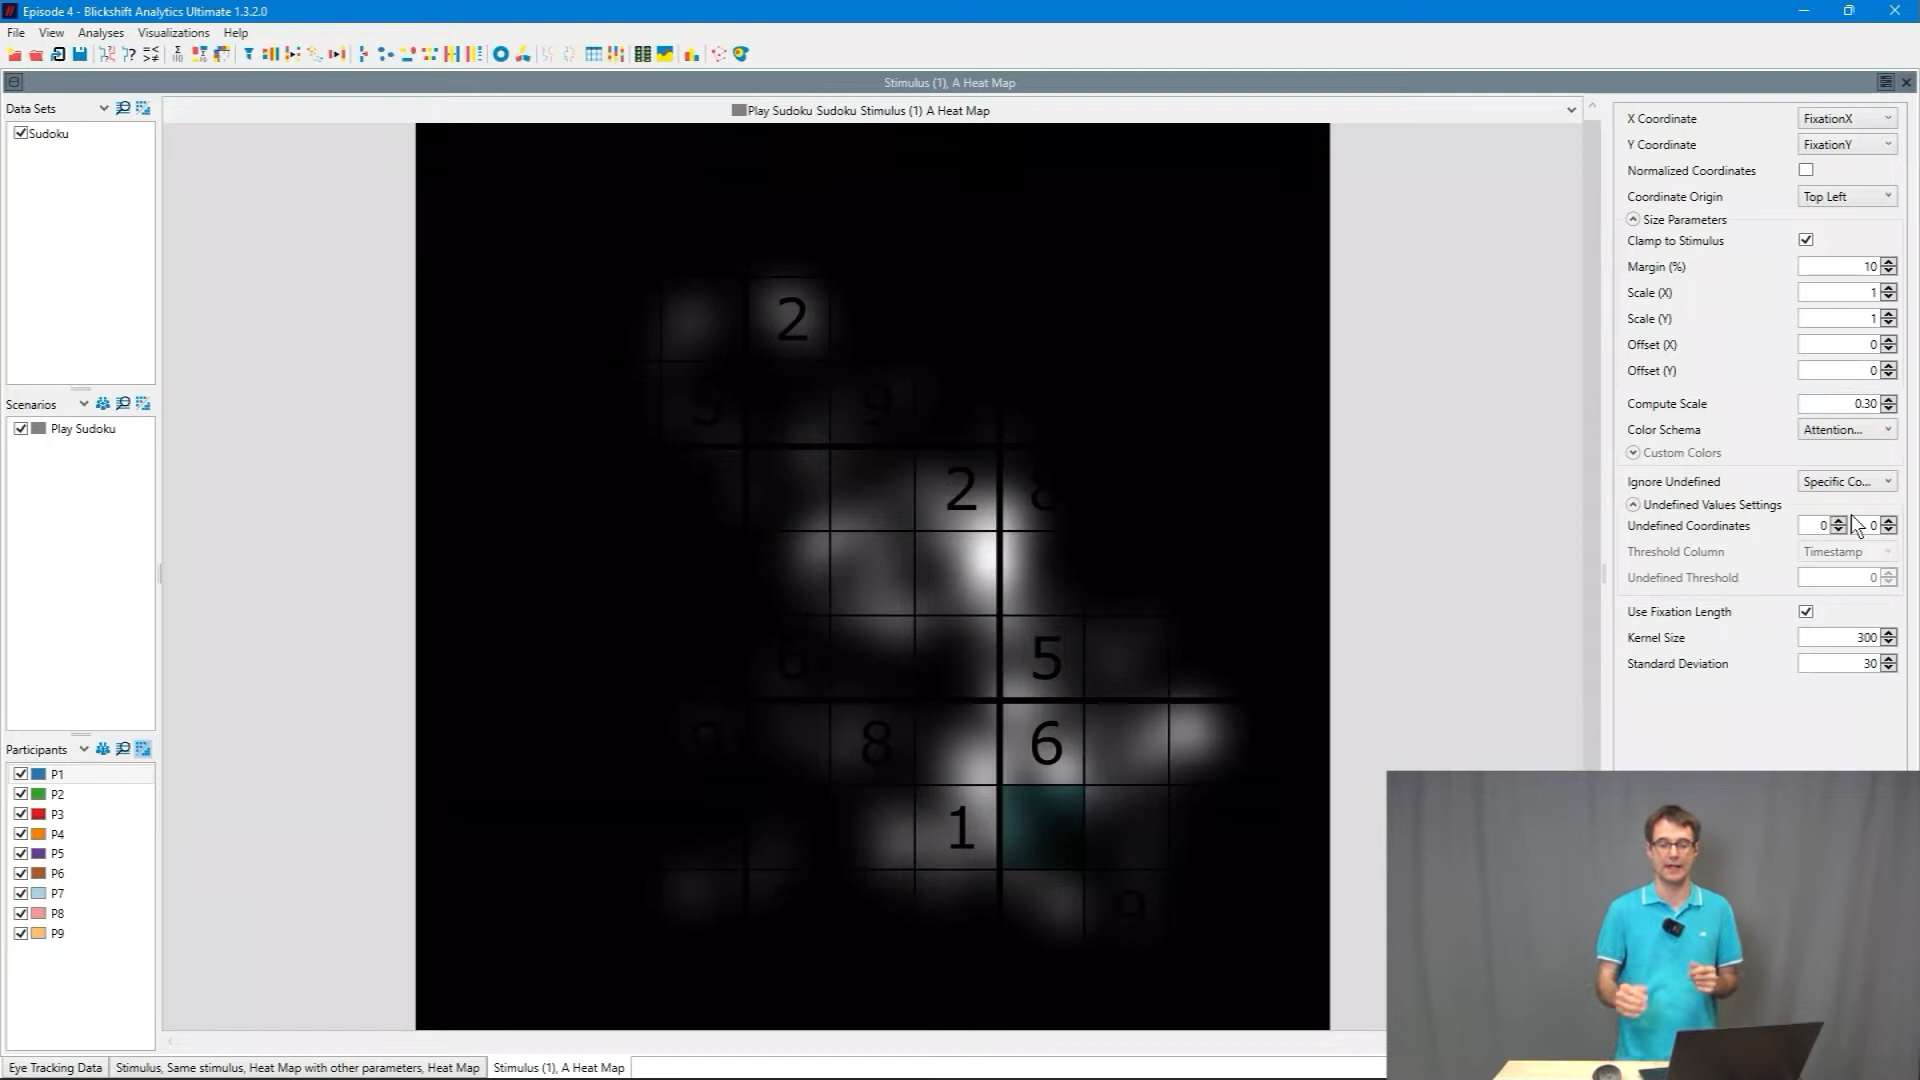 Episode 4 - Blickshift Analytics Ultimate 1.3.2.0
File View Analyses Visualizations Help
Stimulus (1), A Heat Map
Data Sets
Sudoku
Scenarios
Play Sudoku
Participants
P1
P2
P3
P4
P5
P6
P7
P8
P9
Play Sudoku Sudoku Stimulus (1) A Heat Map
2
9 9
2 8
6 5
9 8 6
1
9
X Coordinate FixationX
Y Coordinate FixationY
Normalized Coordinates
Coordinate Origin Top Left
Size Parameters
Clamp to Stimulus
Margin (%) 10
Scale (X) 1
Scale (Y) 1
Offset (X) 0
Offset (Y) 0
Compute Scale 0.30
Color Schema Attention...
Custom Colors
Ignore Undefined Specific Co...
Undefined Values Settings
Undefined Coordinates 0 0
Threshold Column Timestamp
Undefined Threshold 0
Use Fixation Length
Kernel Size 300
Standard Deviation 30
Eye Tracking Data Stimulus, Same stimulus, Heat Map with other parameters, Heat Map Stimulus (1), A Heat Map